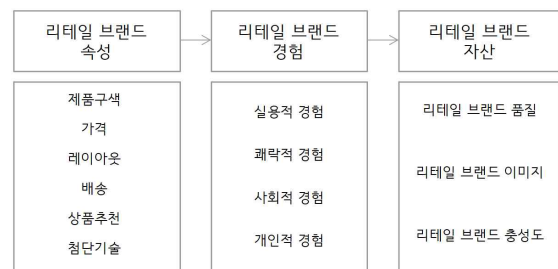 리테일 브랜드
속성
리테일 브랜드
경험
리테일 브랜드
자산
제품구색
가격
레이아웃
배송
상품추천
첨단기술
실용적 경험
쾌락적 경험
사회적 경험
개인적 경험
리테일 브랜드 품질
리테일 브랜드 이미지
리테일 브랜드 충성도